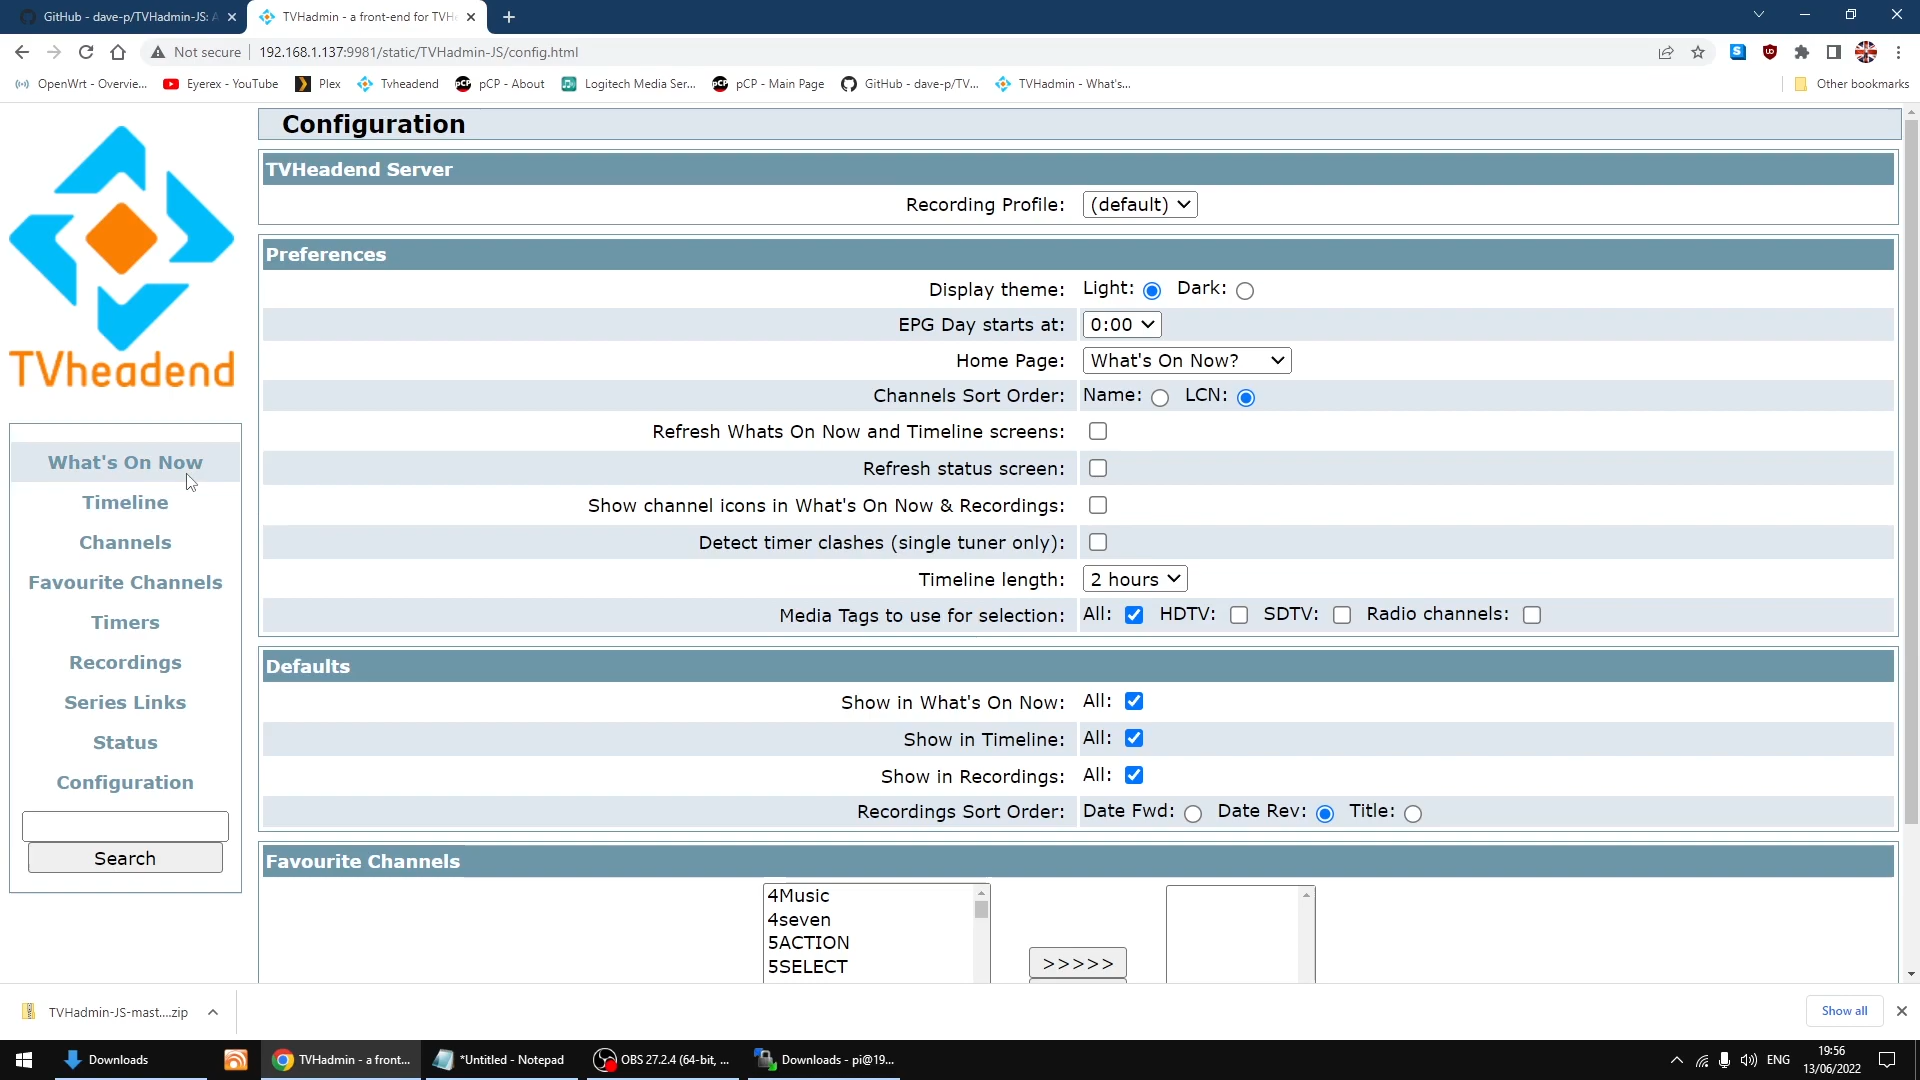 GitHub - dave-p/TVHadmin-JS: A
TVHadmin - a front-end for TVHe
Not secure
192.168.1.137:9981/static/TVHadmin-JS/config.html
OpenWrt - Overvie...
Eyerex - YouTube
Plex
Tvheadend
pCP - About
Logitech Media Ser...
pCP - Main Page
GitHub - dave-p/TV...
TVHadmin - What's...
Other bookmarks
TVheadend
What's On Now
Timeline
Channels
Favourite Channels
Timers
Recordings
Series Links
Status
Configuration
Search
Configuration
TVHeadend Server
Recording Profile: (default)
Preferences
Display theme: Light: Dark:
EPG Day starts at: 0:00
Home Page: What's On Now?
Channels Sort Order: Name: LCN:
Refresh Whats On Now and Timeline screens:
Refresh status screen:
Show channel icons in What's On Now & Recordings:
Detect timer clashes (single tuner only):
Timeline length: 2 hours
Media Tags to use for selection: All: HDTV: SDTV: Radio channels:
Defaults
Show in What's On Now: All:
Show in Timeline: All:
Show in Recordings: All:
Recordings Sort Order: Date Fwd: Date Rev: Title:
Favourite Channels
4Music
4seven
5ACTION
5SELECT
>>>>>
TVHadmin-JS-mast....zip
Show all
Downloads
TVHadmin - a front...
*Untitled - Notepad
OBS 27.2.4 (64-bit, ...
Downloads - pi@19...
ENG
19:56
13/06/2022